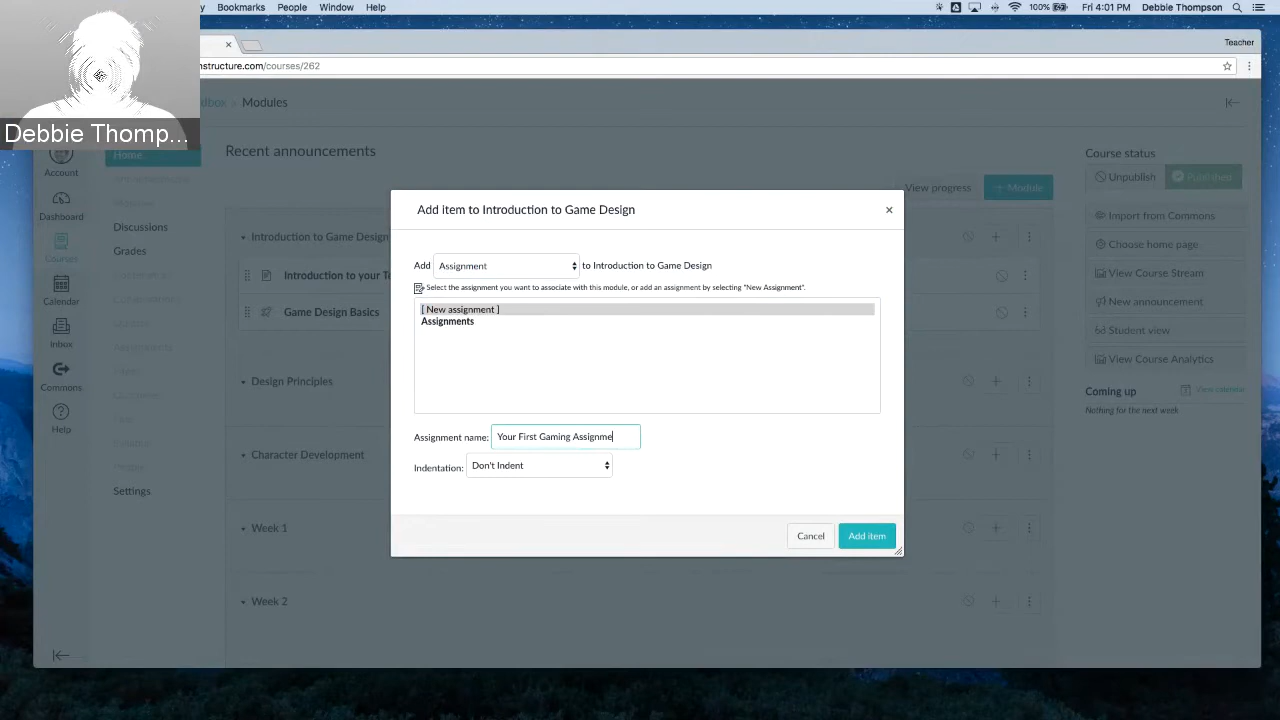 Bookmarks People Window Help 100% Fri 4:01 PM Debbie Thompson
Teacher
nstructure.com/courses/262
Debbie Thomp...
Modules
Account
Dashboard
Courses
Calendar
Inbox
Commons
Help
Home
Discussions
Grades
Settings
Recent announcements
View progress
+ Module
Introduction to Game Design
Introduction to your To
Game Design Basics
Design Principles
Character Development
Week 1
Week 2
Add item to Introduction to Game Design
Add Assignment to Introduction to Game Design
Select the assignment you want to associate with this module, or add an assignment by selecting "New Assignment".
[ New assignment ]
Assignments
Assignment name: Your First Gaming Assignme
Indentation: Don't Indent
Cancel
Add item
Course status
Unpublish
Published
Import from Commons
Choose home page
View Course Stream
New announcement
Student view
View Course Analytics
Coming up
View calendar
Nothing for the next week